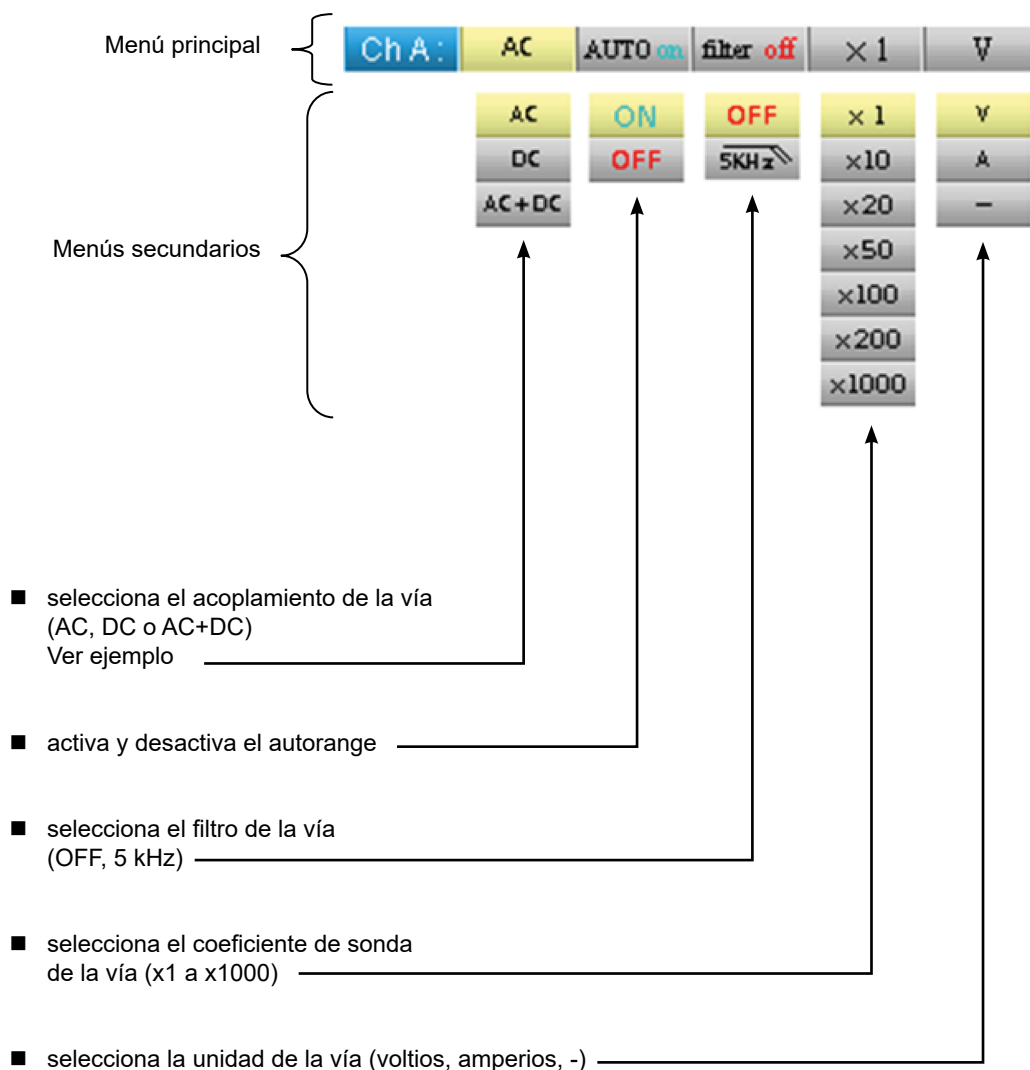 Menú principal
Ch A: AC AUTO on filter off ×1 V
Menús secundarios
AC ON OFF ×1 V
DC OFF 5KHz ×10 A
AC+DC ×20 –
×50
×100
×200
×1000
■ selecciona el acoplamiento de la vía
(AC, DC o AC+DC)
Ver ejemplo
■ activa y desactiva el autorange
■ selecciona el filtro de la vía
(OFF, 5 kHz)
■ selecciona el coeficiente de sonda
de la vía (x1 a x1000)
■ selecciona la unidad de la vía (voltios, amperios, -)